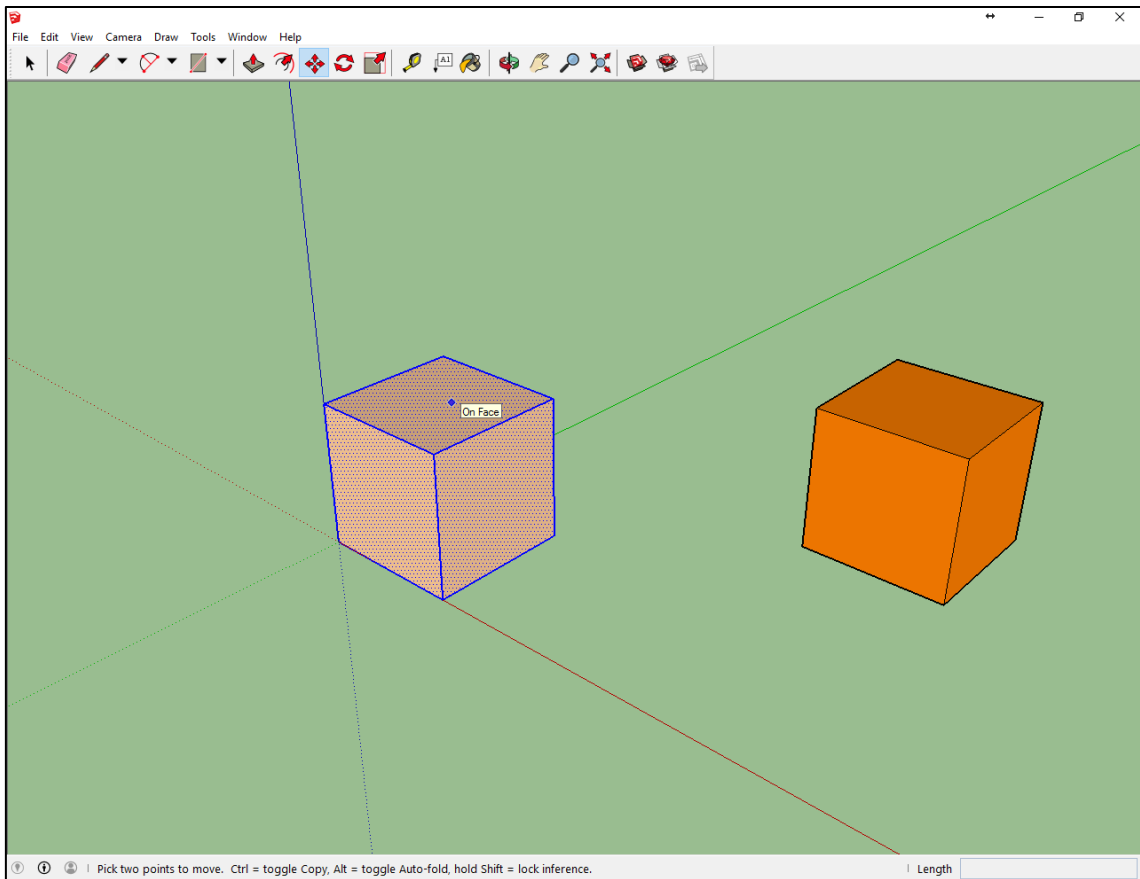 File Edit View Camera Draw Tools Window Help
A1
On Face
Pick two points to move. Ctrl = toggle Copy, Alt = toggle Auto-fold, hold Shift = lock inference.
Length